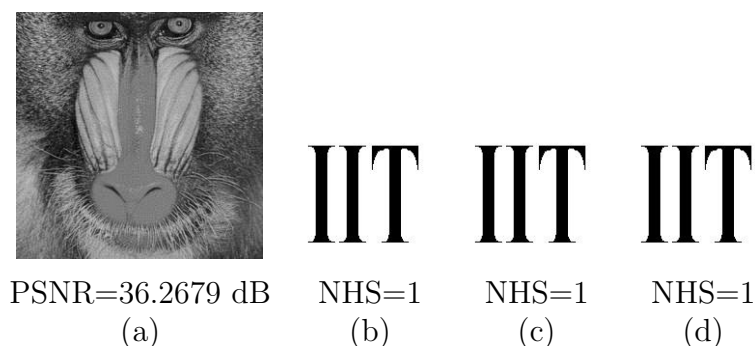 IIT IIT IIT
PSNR=36.2679 dB NHS=1 NHS=1 NHS=1
(a) (b) (c) (d)